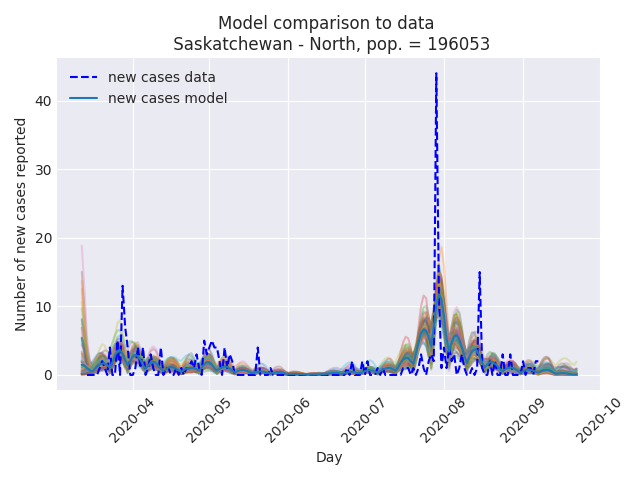 Model comparison to data
Saskatchewan - North, pop. = 196053
new cases data
new cases model
Number of new cases reported
40
30
20
10
0
2020-04
2020-05
2020-06
2020-07
2020-08
2020-09
2020-10
Day